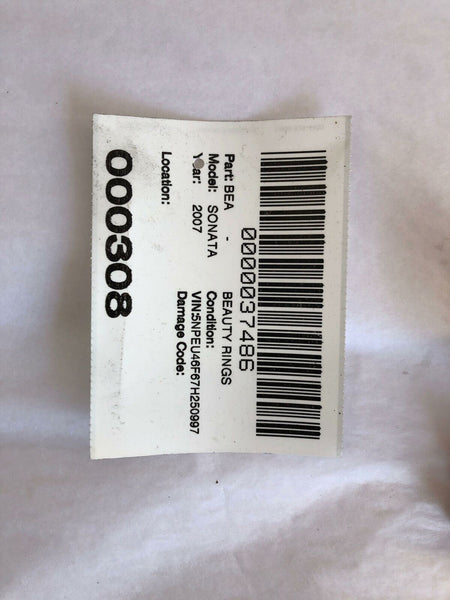 0000037486
Part: BEA - BEAUTY RINGS
Model: SONATA Condition:
Year: 2007 VIN:5NPEU46F67H250997
Damage Code:
Location:
000308